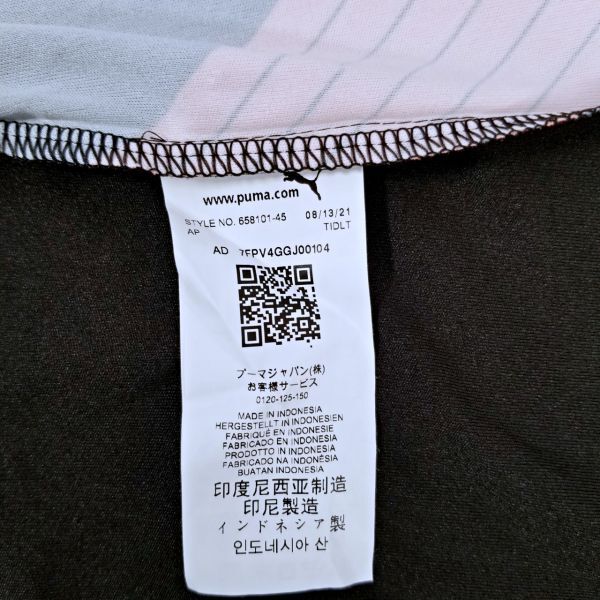 www.puma.com
STYLE NO. 658101-45 08/13/21
AP TIDLT
AD 7FPV4GGJ00104
プーマジャパン(株)
お客様サービス
0120-125-150
MADE IN INDONESIA
HERGESTELLT IN INDONESIEN
FABRIQUÉ EN INDONESIE
FABRICADO EN INDONESIA
PRODOTTO IN INDONESIA
FABRICADO NA INDONÉSIA
BUATAN INDONESIA
印度尼西亚制造
印尼製造
インドネシア製
인도네시아 산